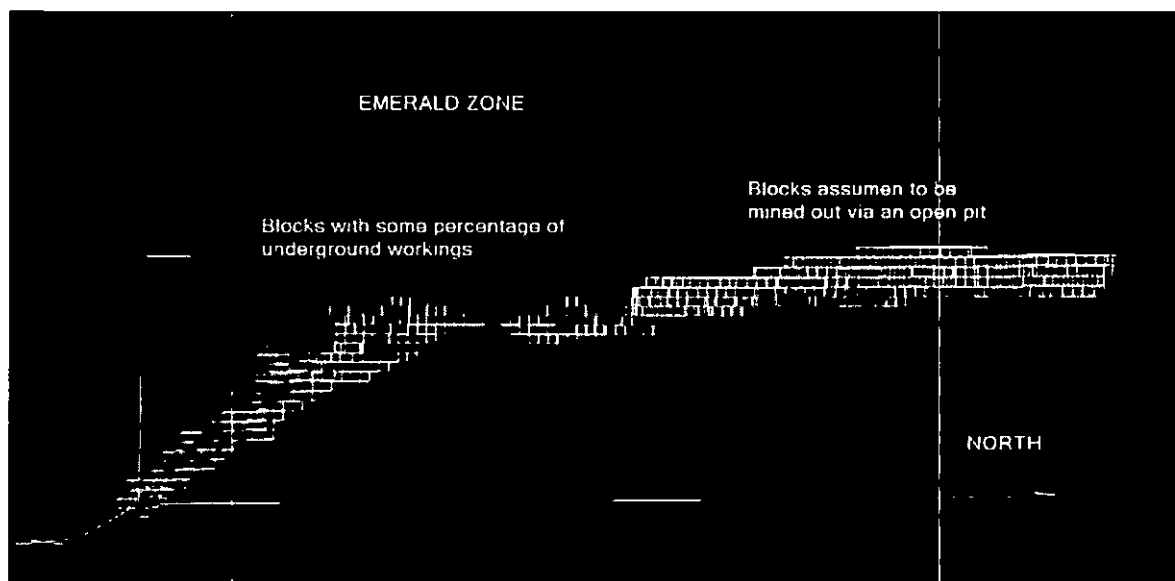 EMERALD ZONE
Blocks assumen to be
mined out via an open pit
Blocks with some percentage of
underground workings
NORTH